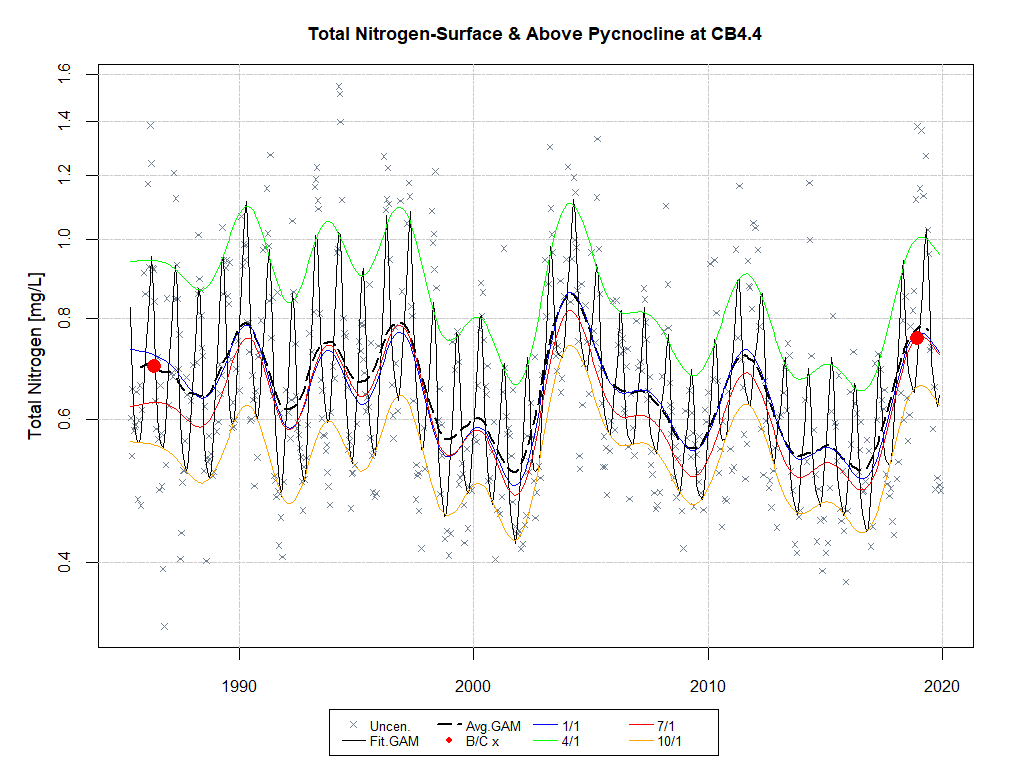 Total Nitrogen-Surface & Above Pycnocline at CB4.4
Total Nitrogen [mg/L]
1.6
1.4
1.2
1.0
0.8
0.6
0.4
1990 2000 2010 2020
Uncen. Avg.GAM 1/1 7/1
Fit.GAM B/C x 4/1 10/1